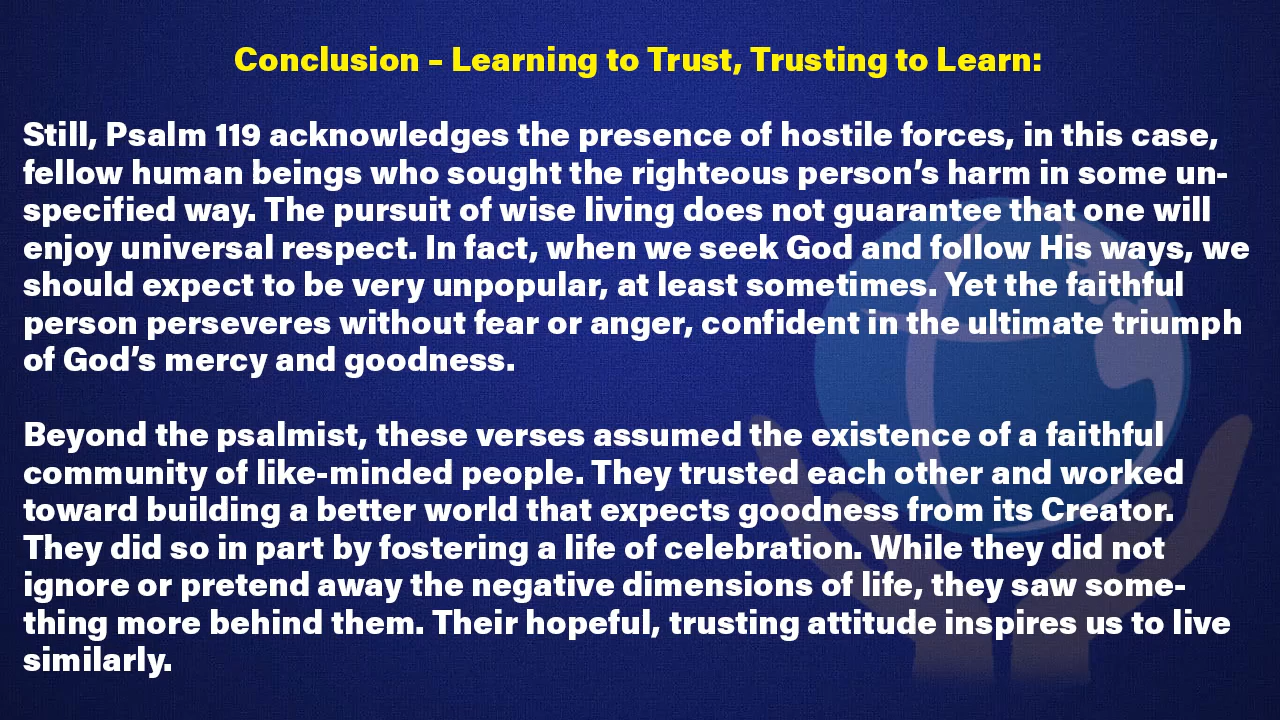 Conclusion – Learning to Trust, Trusting to Learn:
Still, Psalm 119 acknowledges the presence of hostile forces, in this case,
fellow human beings who sought the righteous person’s harm in some un-
specified way. The pursuit of wise living does not guarantee that one will
enjoy universal respect. In fact, when we seek God and follow His ways, we
should expect to be very unpopular, at least sometimes. Yet the faithful
person perseveres without fear or anger, confident in the ultimate triumph
of God’s mercy and goodness.
Beyond the psalmist, these verses assumed the existence of a faithful
community of like-minded people. They trusted each other and worked
toward building a better world that expects goodness from its Creator.
They did so in part by fostering a life of celebration. While they did not
ignore or pretend away the negative dimensions of life, they saw some-
thing more behind them. Their hopeful, trusting attitude inspires us to live
similarly.